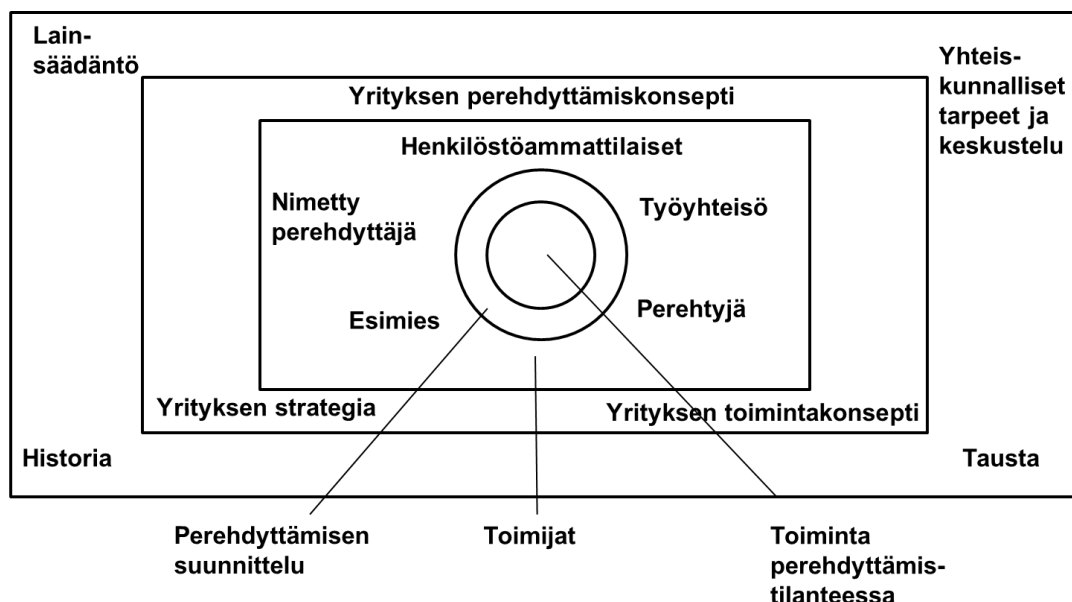 Lain-
säädäntö
Yhteis-
kunnalliset
tarpeet ja
keskustelu
Yrityksen perehdyttämiskonsepti
Henkilöstöammattilaiset
Nimetty
perehdyttäjä
Työyhteisö
Esimies
Perehtyjä
Yrityksen strategia
Yrityksen toimintakonsepti
Historia
Tausta
Perehdyttämisen
suunnittelu
Toimijat
Toiminta
perehdyttämis-
tilanteessa